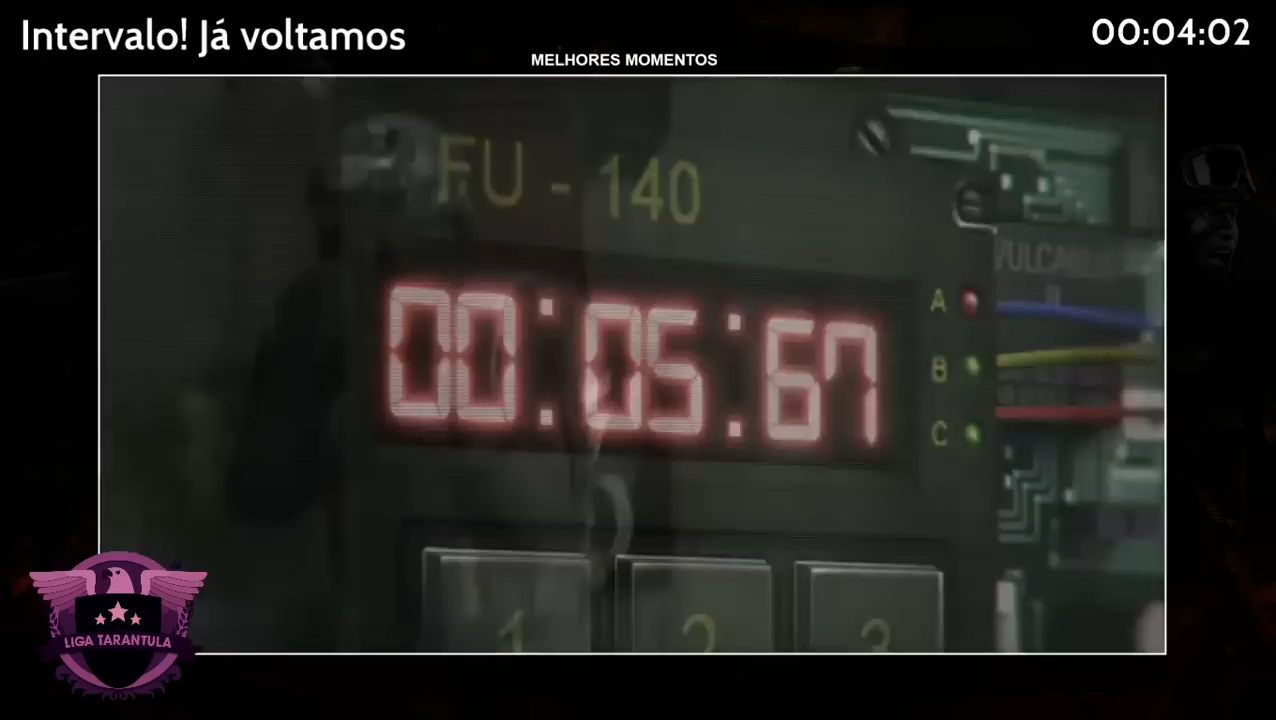 Intervalo! Já voltamos
00:04:02
MELHORES MOMENTOS
FU - 140
00:05:67
A
B
C
1 2 3
LIGA TARANTULA